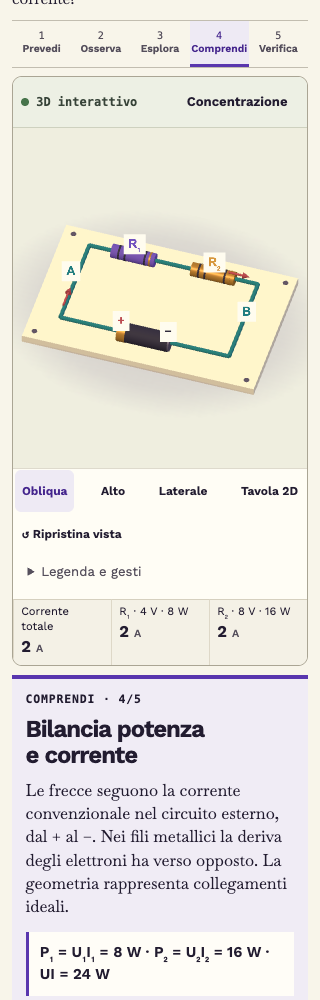 1
Prevedi
2
Osserva
3
Esplora
4
Comprendi
5
Verifica
3D interattivo
Concentrazione
R₁
R₂
A
B
+
−
Obliqua
Alto
Laterale
Tavola 2D
↺ Ripristina vista
▶ Legenda e gesti
Corrente
totale
2 A
R₁ · 4 V · 8 W
2 A
R₂ · 8 V · 16 W
2 A
COMPRENDI · 4/5
Bilancia potenza
e corrente
Le frecce seguono la corrente
convenzionale nel circuito esterno,
dal + al −. Nei fili metallici la deriva
degli elettroni ha verso opposto. La
geometria rappresenta collegamenti
ideali.
P₁ = U₁I₁ = 8 W · P₂ = U₂I₂ = 16 W ·
UI = 24 W